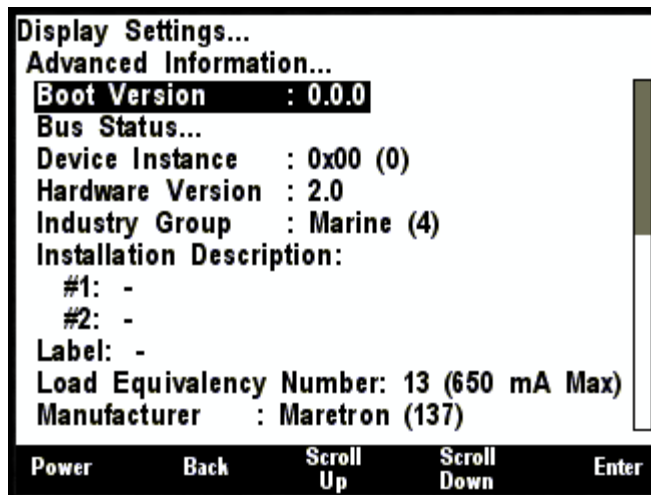 Display Settings...
Advanced Information...
Boot Version : 0.0.0
Bus Status...
Device Instance : 0x00 (0)
Hardware Version : 2.0
Industry Group : Marine (4)
Installation Description:
#1: -
#2: -
Label: -
Load Equivalency Number: 13 (650 mA Max)
Manufacturer : Maretron (137)
Power Back Scroll Up Scroll Down Enter